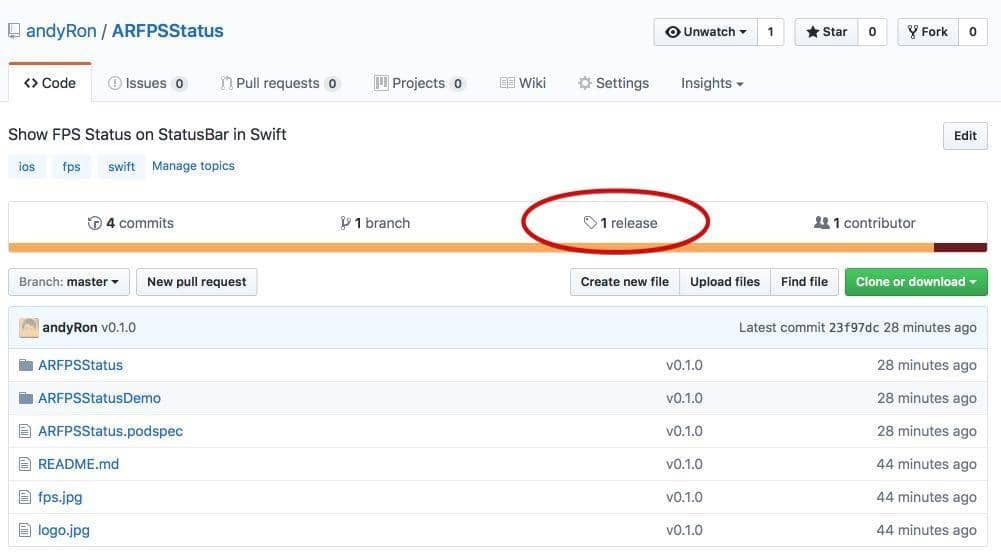 andyRon / ARFPSStatus Unwatch 1 Star 0 Fork 0
Code Issues 0 Pull requests 0 Projects 0 Wiki Settings Insights
Show FPS Status on StatusBar in Swift Edit
ios fps swift Manage topics
4 commits 1 branch 1 release 1 contributor
Branch: master New pull request Create new file Upload files Find file Clone or download
andyRon v0.1.0 Latest commit 23f97dc 28 minutes ago
ARFPSStatus v0.1.0 28 minutes ago
ARFPSStatusDemo v0.1.0 28 minutes ago
ARFPSStatus.podspec v0.1.0 28 minutes ago
README.md v0.1.0 44 minutes ago
fps.jpg v0.1.0 44 minutes ago
logo.jpg v0.1.0 44 minutes ago